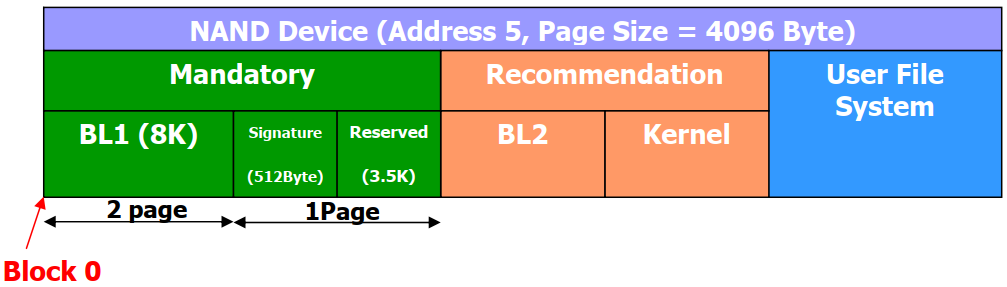 NAND Device (Address 5, Page Size = 4096 Byte)
Mandatory
Recommendation
User File
System
BL1 (8K)
Signature
(512Byte)
Reserved
(3.5K)
BL2
Kernel
2 page
1Page
Block 0